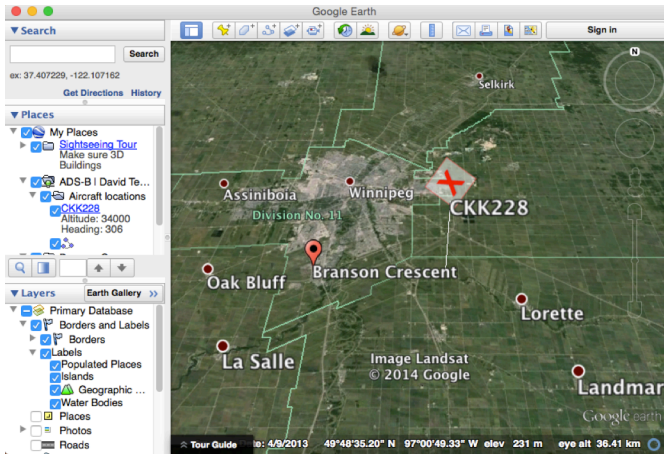 Google Earth
Search
Sign in
Search
ex: 37.407229, -122.107162
Get Directions History
Places
My Places
Sightseeing Tour
Make sure 3D
Buildings
ADS-B | David Te...
Aircraft locations
CKK228
Altitude: 34000
Heading: 306
Layers
Earth Gallery >>
Primary Database
Borders and Labels
Borders
Labels
Populated Places
Islands
Geographic ...
Water Bodies
Places
Photos
Roads
N
Selkirk
Assiniboia
Winnipeg
CKK228
Division No. 11
Oak Bluff
Branson Crescent
Lorette
La Salle
Image Landsat
© 2014 Google
Landmar
Google earth
Tour Guide
te: 4/9/2013 49°48'35.20" N 97°00'49.33" W elev 231 m eye alt 36.41 km